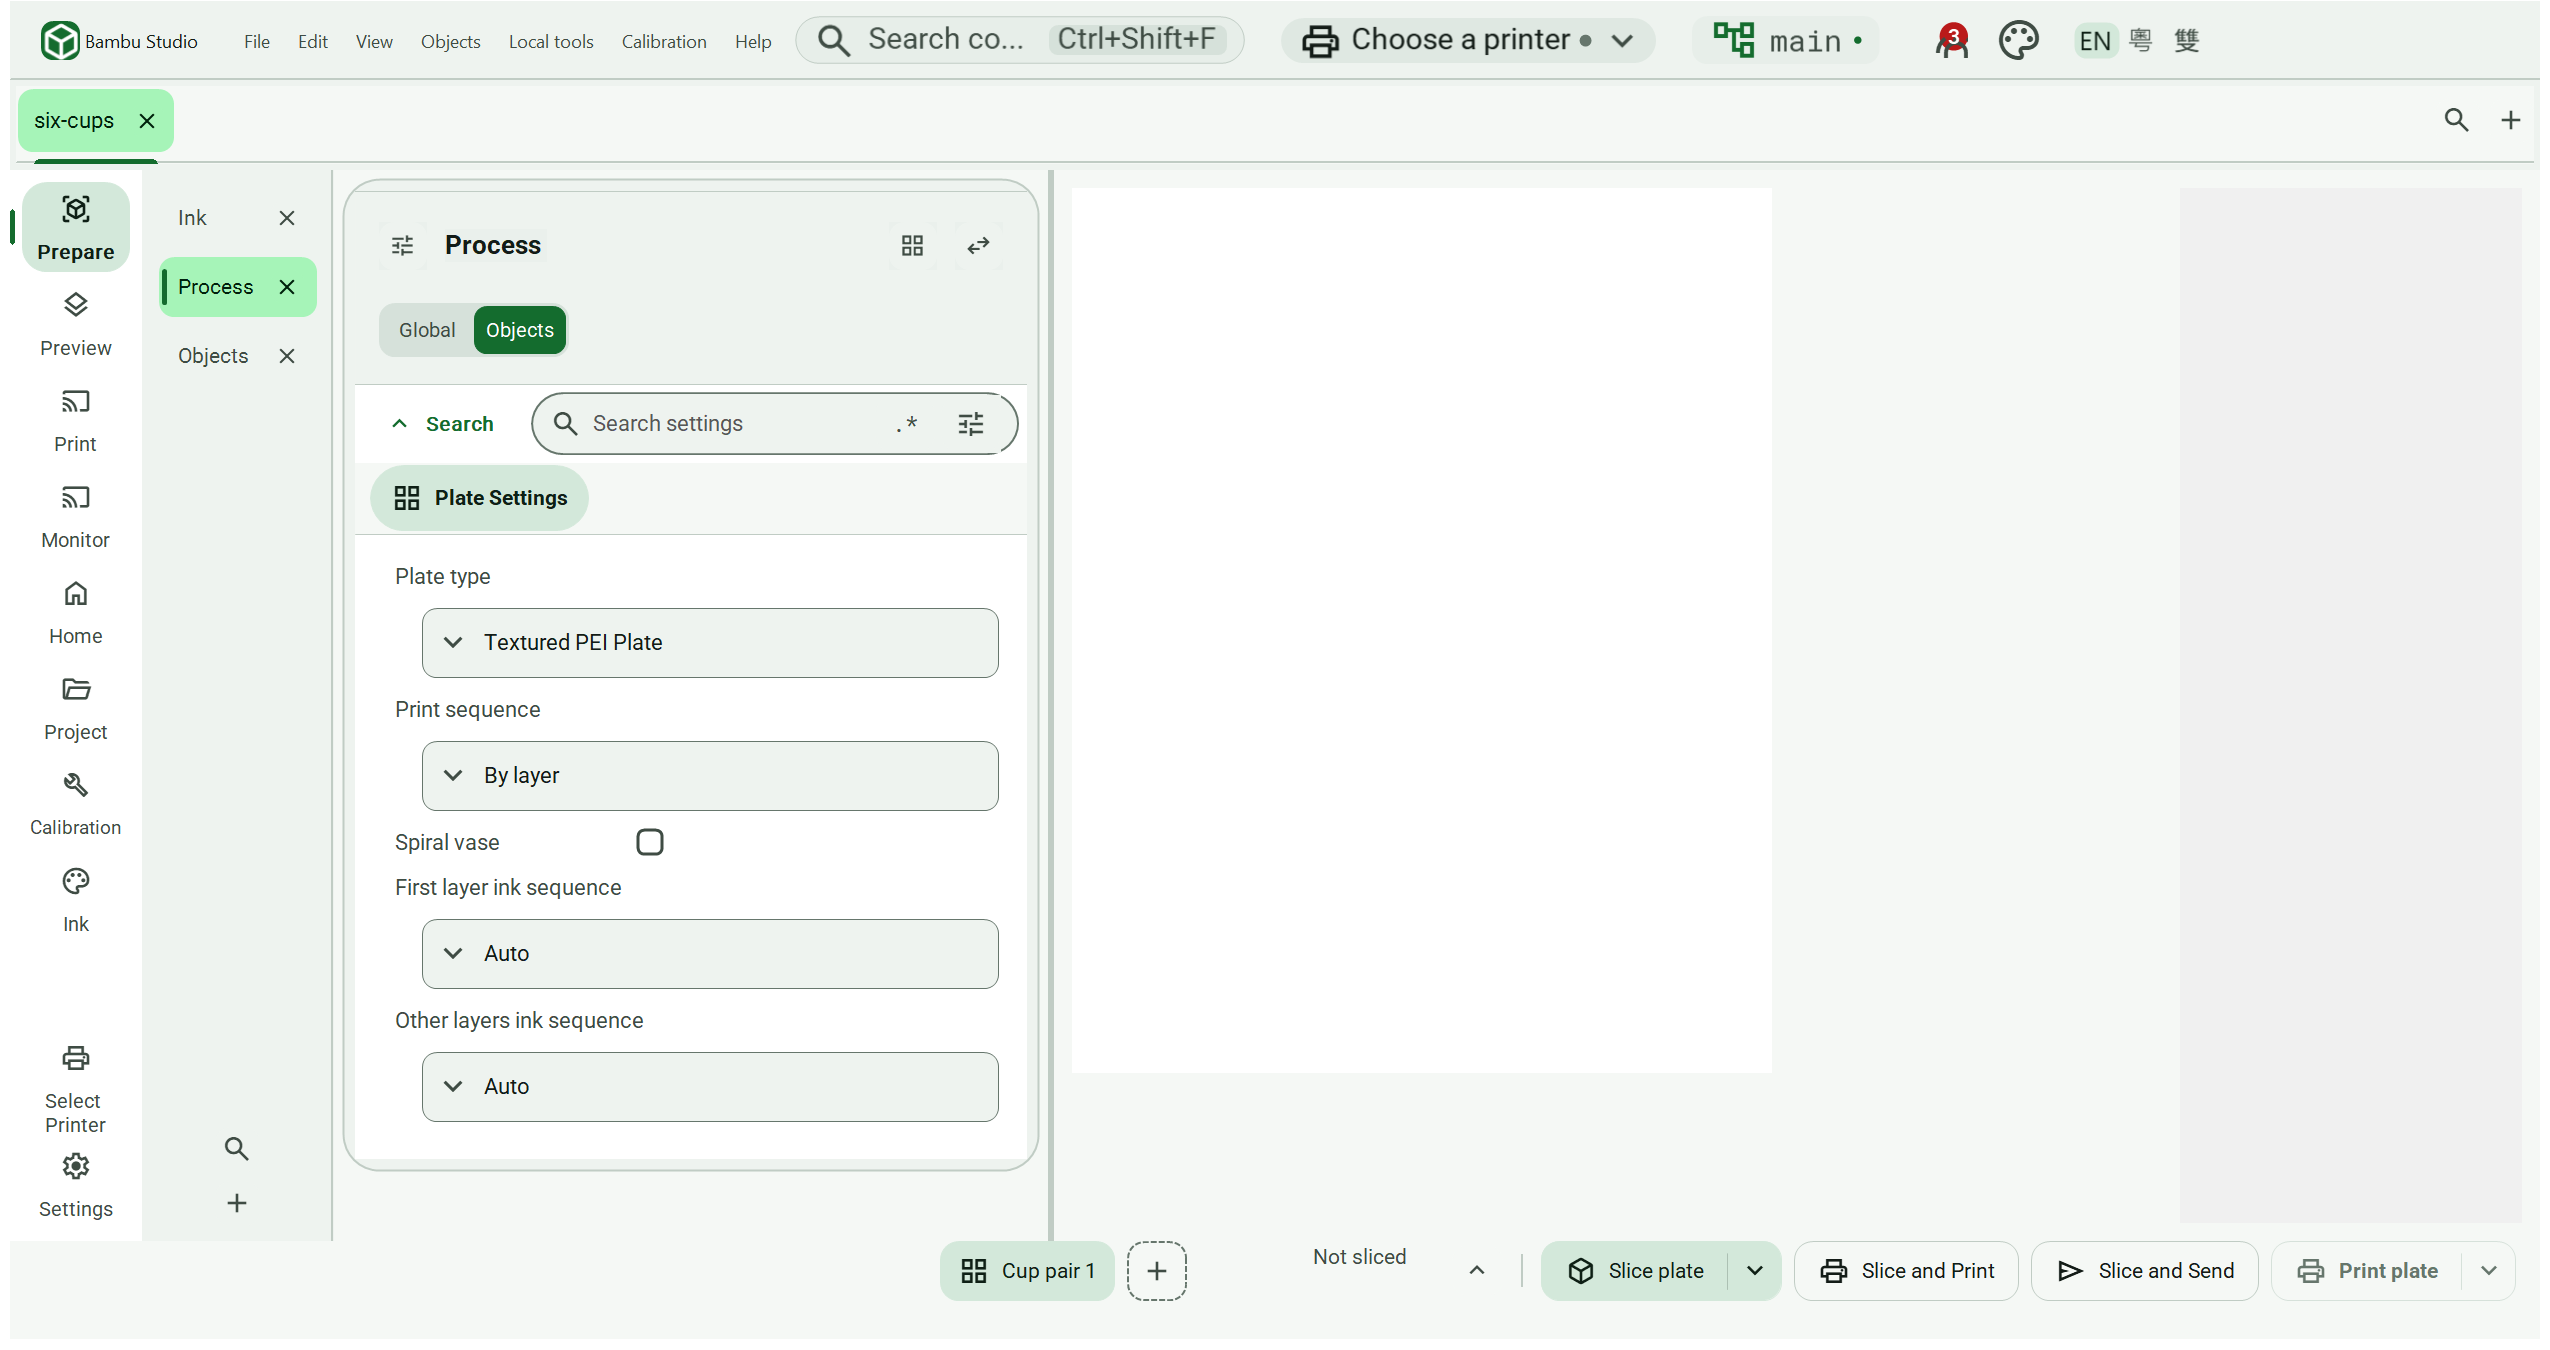 Bambu Studio File Edit View Objects Local tools Calibration Help Search co... Ctrl+Shift+F Choose a printer main 3 EN 粵 雙
six-cups
Prepare
Preview
Print
Monitor
Home
Project
Calibration
Ink
Select
Printer
Settings
Ink
Process
Objects
Process
Global Objects
Search Search settings .*
Plate Settings
Plate type
Textured PEI Plate
Print sequence
By layer
Spiral vase
First layer ink sequence
Auto
Other layers ink sequence
Auto
Cup pair 1 Not sliced Slice plate Slice and Print Slice and Send Print plate